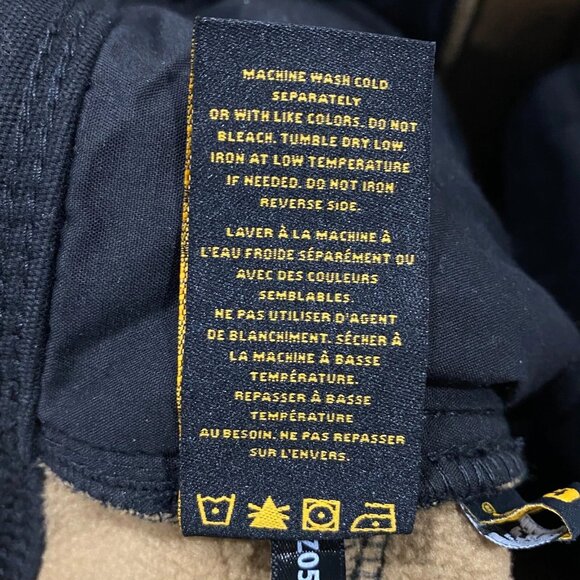 MACHINE WASH COLD
SEPARATELY
OR WITH LIKE COLORS. DO NOT
BLEACH. TUMBLE DRY LOW.
IRON AT LOW TEMPERATURE
IF NEEDED. DO NOT IRON
REVERSE SIDE.
LAVER À LA MACHINE À
L'EAU FROIDE SÉPARÉMENT OU
AVEC DES COULEURS
SEMBLABLES.
NE PAS UTILISER D'AGENT
DE BLANCHIMENT. SÉCHER À
LA MACHINE À BASSE
TEMPÉRATURE.
REPASSER À BASSE
TEMPÉRATURE
AU BESOIN. NE PAS REPASSER
SUR L'ENVERS.
Z05